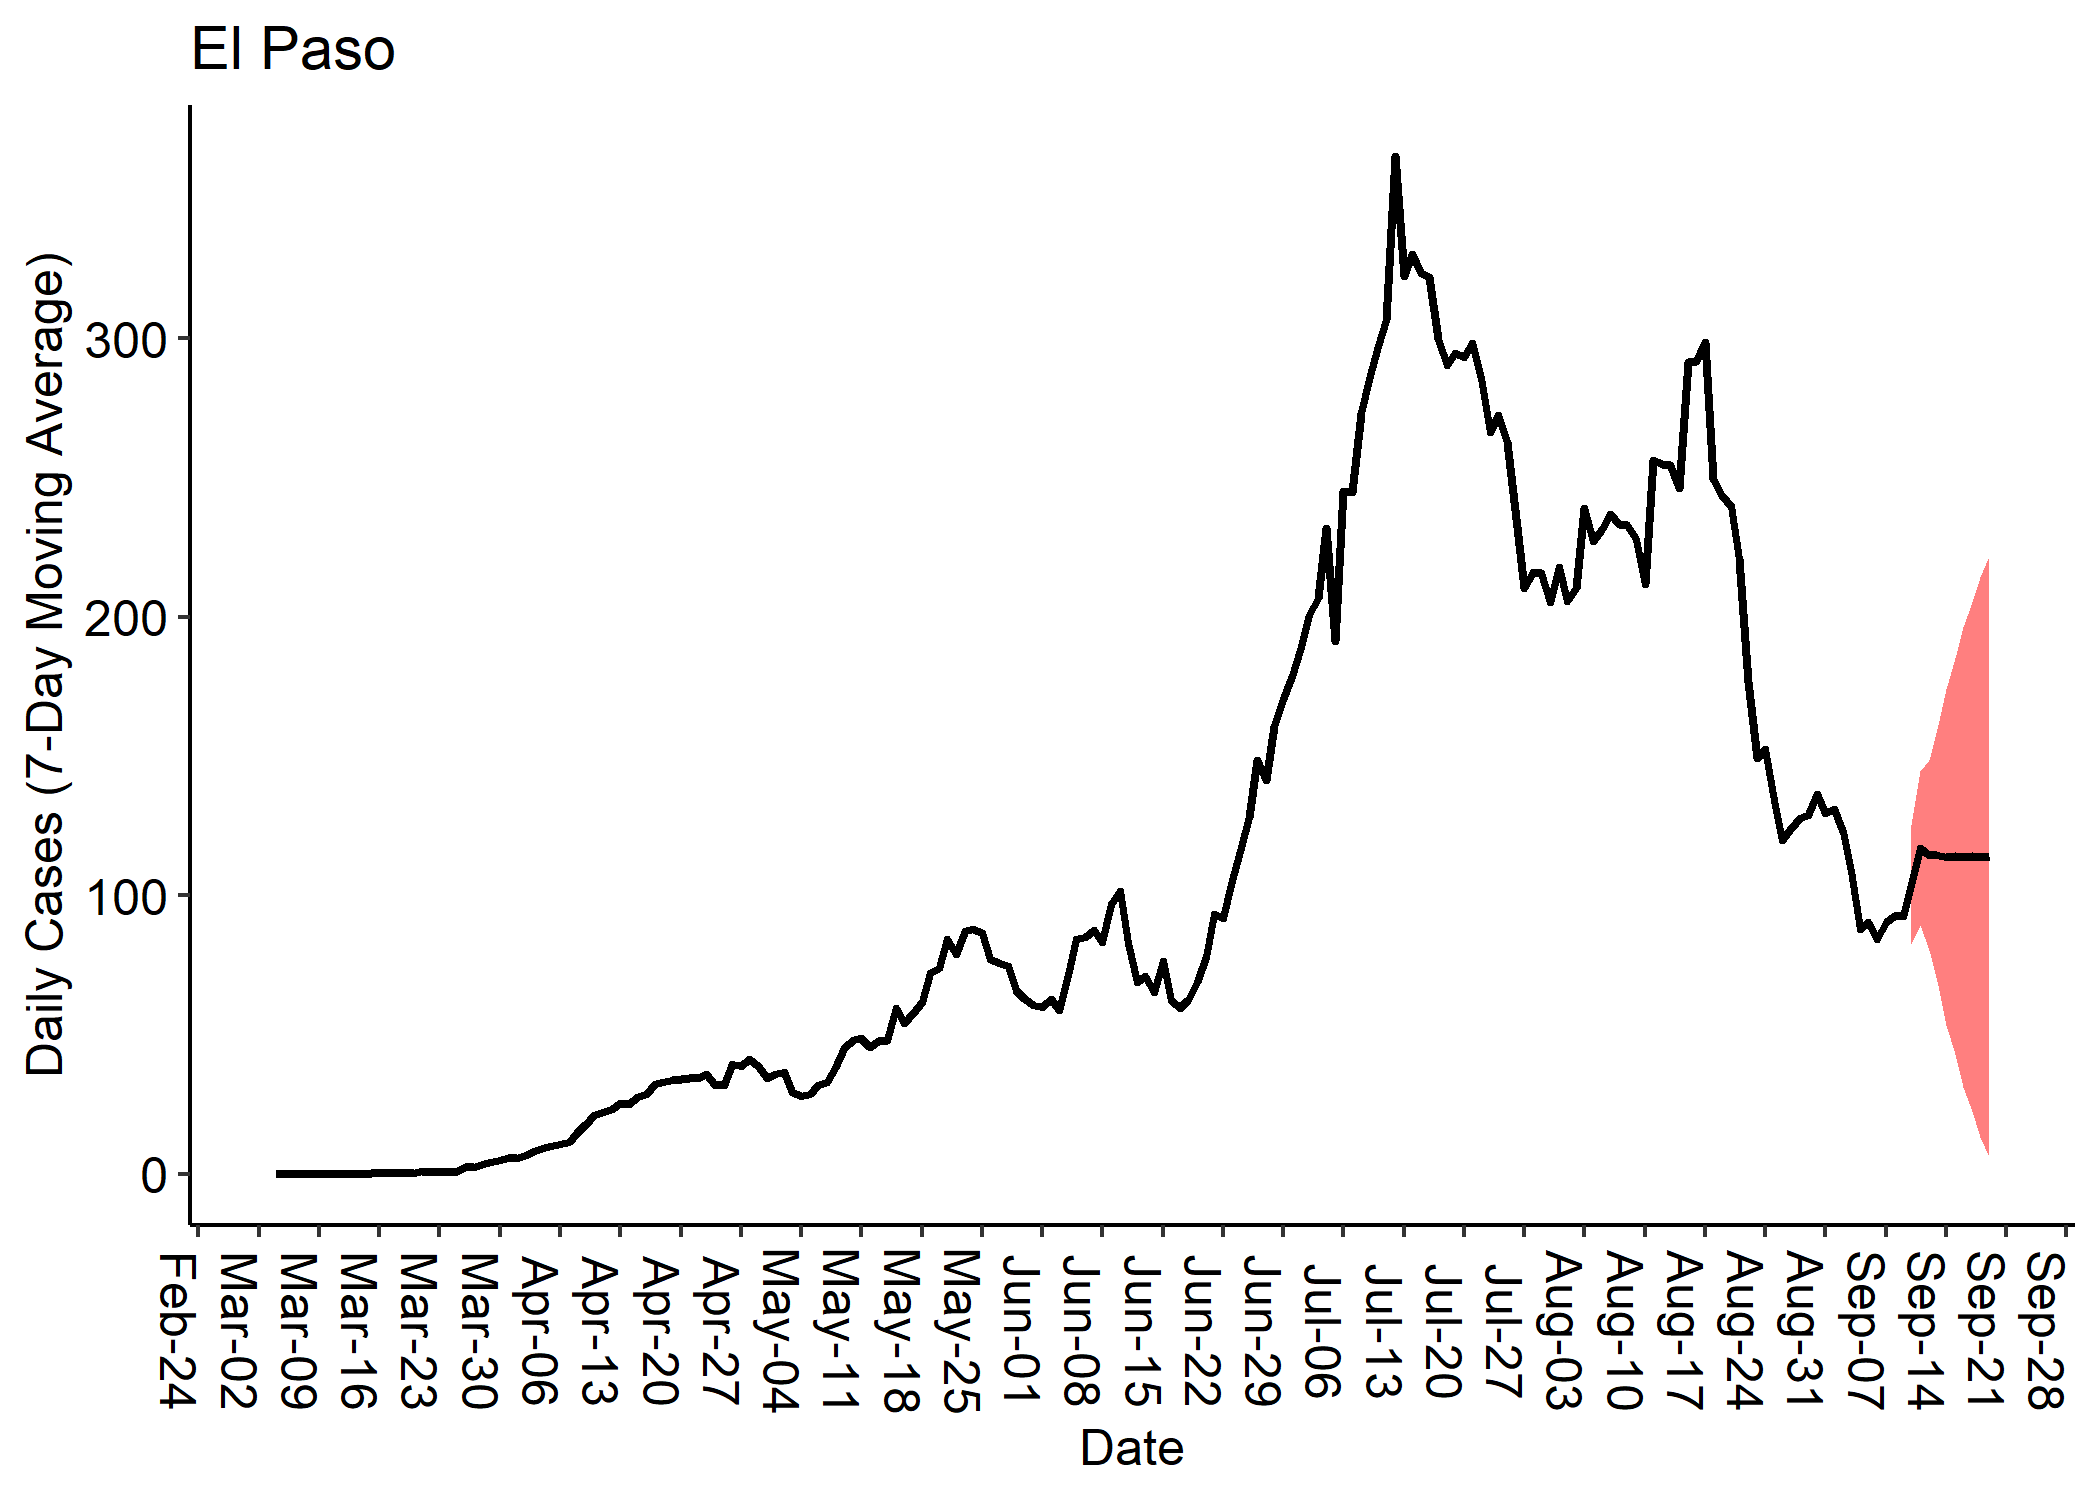 El Paso
Daily Cases (7-Day Moving Average)
300
200
100
0
Feb-24
Mar-02
Mar-09
Mar-16
Mar-23
Mar-30
Apr-06
Apr-13
Apr-20
Apr-27
May-04
May-11
May-18
May-25
Jun-01
Jun-08
Jun-15
Jun-22
Jun-29
Jul-06
Jul-13
Jul-20
Jul-27
Aug-03
Aug-10
Aug-17
Aug-24
Aug-31
Sep-07
Sep-14
Sep-21
Sep-28
Date